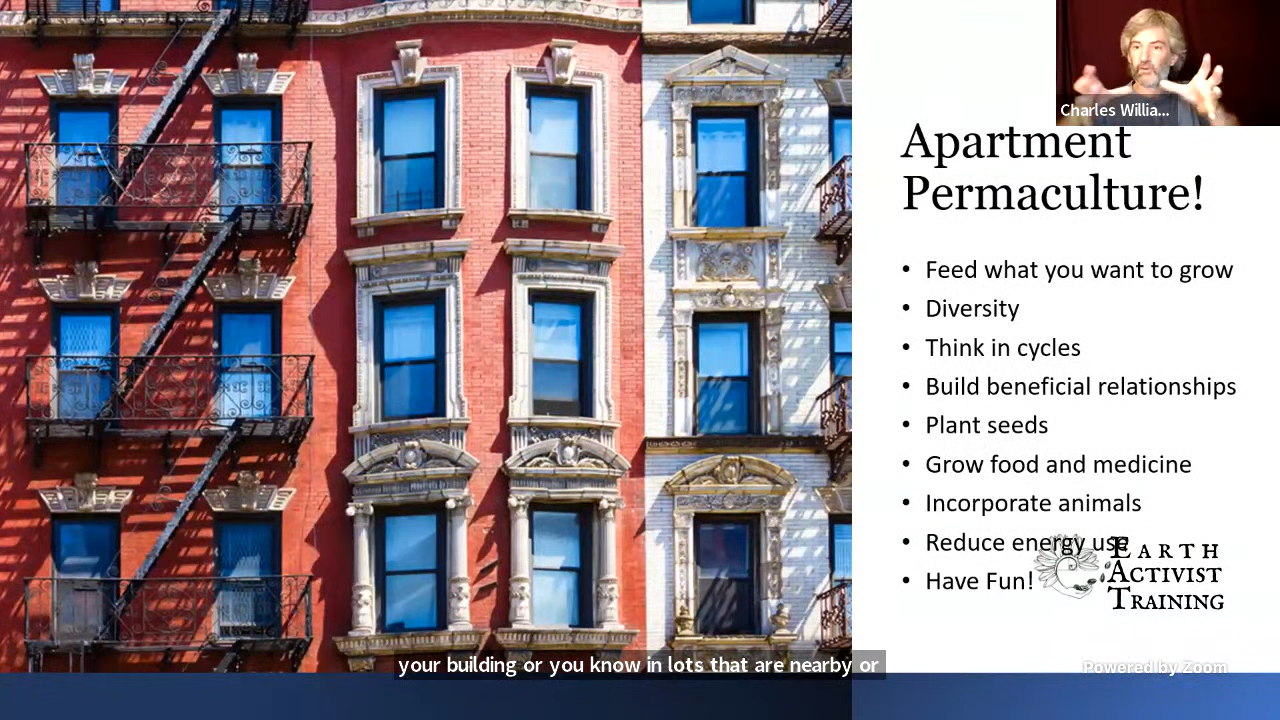 Charles Willia...
Apartment
Permaculture!
• Feed what you want to grow
• Diversity
• Think in cycles
• Build beneficial relationships
• Plant seeds
• Grow food and medicine
• Incorporate animals
• Reduce energy use
• Have Fun!
EARTH
ACTIVIST
TRAINING
your building or you know in lots that are nearby or
Powered by Zoom